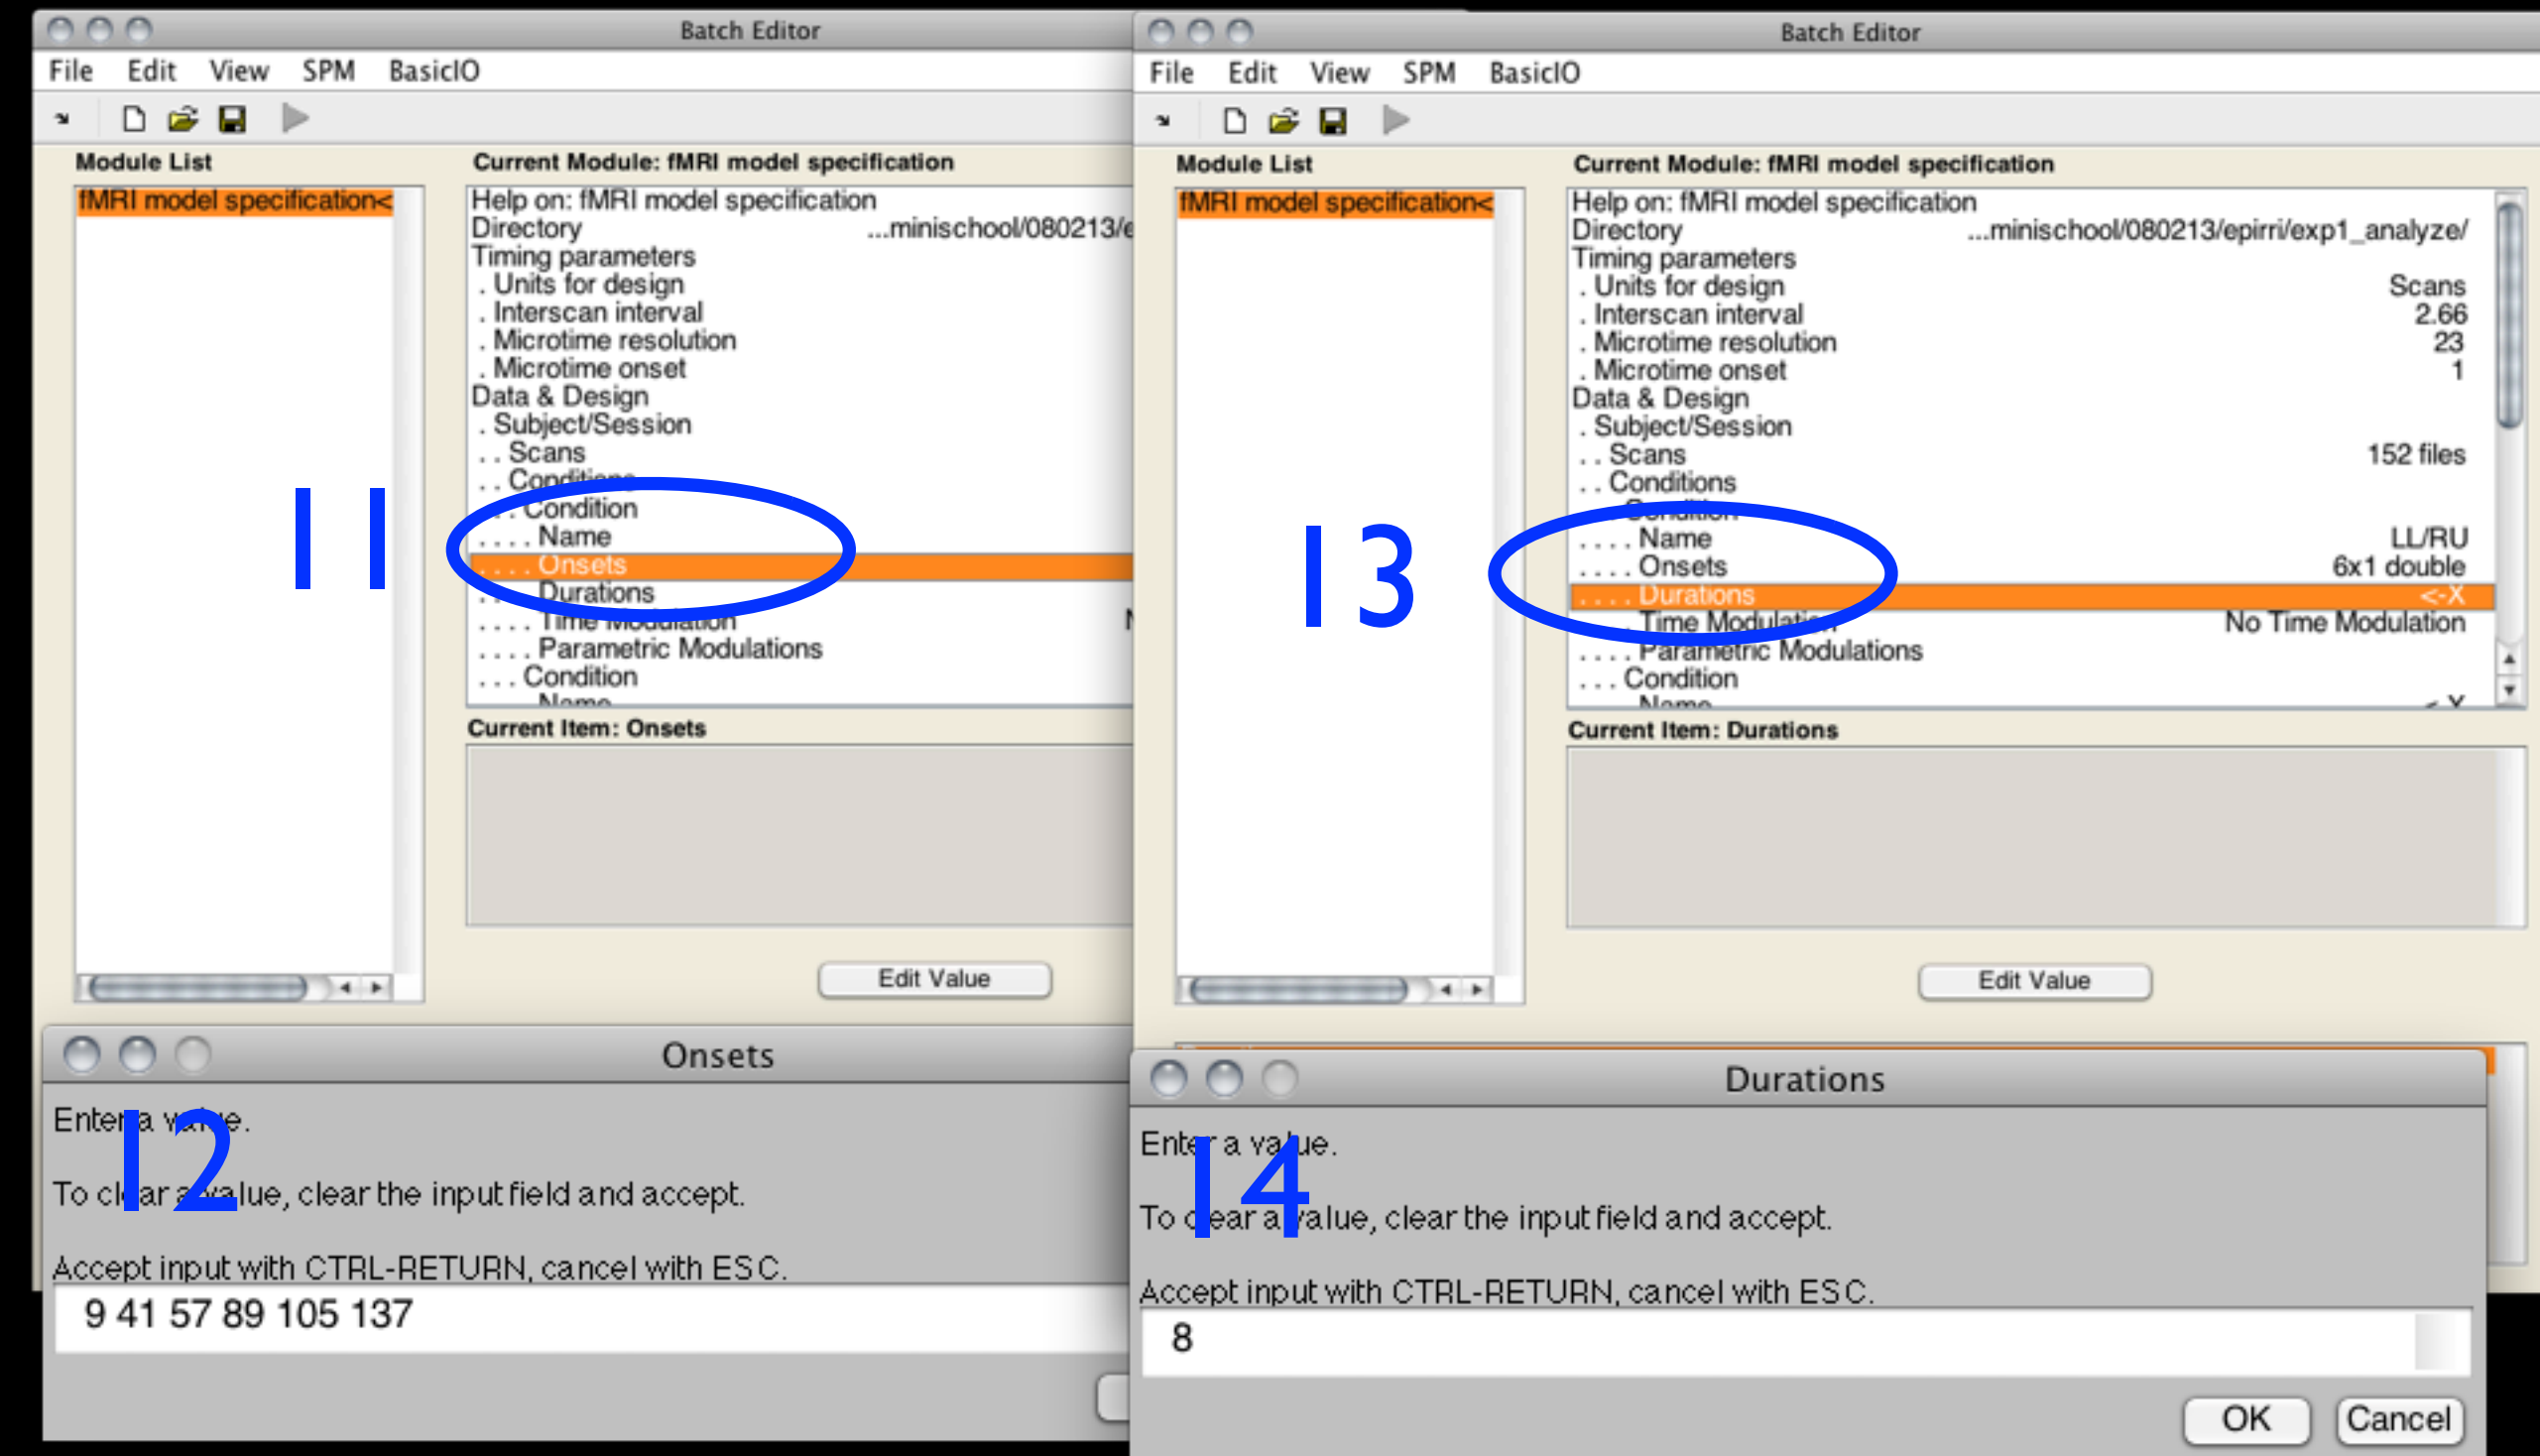 Batch Editor
File Edit View SPM BasicIO
Module List
fMRI model specification<
Current Module: fMRI model specification
Help on: fMRI model specification
Directory ...minischool/080213/e
Timing parameters
. Units for design
. Interscan interval
. Microtime resolution
. Microtime onset
Data & Design
. Subject/Session
. . Scans
. . Conditions
. . . Condition
. . . . Name
. . . . Onsets
. . . . Durations
. . . . Time Modulation N
. . . . Parametric Modulations
. . . Condition
Name
11
Current Item: Onsets
Edit Value
Onsets
Enter a value.
To clear a value, clear the input field and accept.
Accept input with CTRL-RETURN, cancel with ESC.
9 41 57 89 105 137
12
Batch Editor
File Edit View SPM BasicIO
Module List
fMRI model specification<
Current Module: fMRI model specification
Help on: fMRI model specification
Directory ...minischool/080213/epirri/exp1_analyze/
Timing parameters
. Units for design Scans
. Interscan interval 2.66
. Microtime resolution 23
. Microtime onset 1
Data & Design
. Subject/Session
. . Scans 152 files
. . Conditions
. . . Condition
. . . . Name LL/RU
. . . . Onsets 6x1 double
. . . . Durations <-X
. . . . Time Modulation No Time Modulation
. . . . Parametric Modulations
. . . Condition
Name <-X
13
Current Item: Durations
Edit Value
Durations
Enter a value.
To clear a value, clear the input field and accept.
Accept input with CTRL-RETURN, cancel with ESC.
8
14
OK Cancel